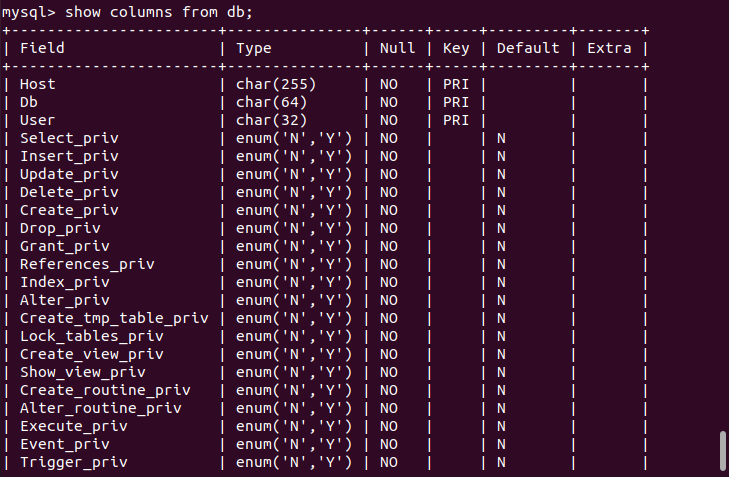 mysql> show columns from db;
+-----------------------+---------------+------+-----+---------+-------+
| Field                 | Type          | Null | Key | Default | Extra |
+-----------------------+---------------+------+-----+---------+-------+
| Host                  | char(255)     | NO   | PRI |         |       |
| Db                    | char(64)      | NO   | PRI |         |       |
| User                  | char(32)      | NO   | PRI |         |       |
| Select_priv           | enum('N','Y') | NO   |     | N       |       |
| Insert_priv           | enum('N','Y') | NO   |     | N       |       |
| Update_priv           | enum('N','Y') | NO   |     | N       |       |
| Delete_priv           | enum('N','Y') | NO   |     | N       |       |
| Create_priv           | enum('N','Y') | NO   |     | N       |       |
| Drop_priv             | enum('N','Y') | NO   |     | N       |       |
| Grant_priv            | enum('N','Y') | NO   |     | N       |       |
| References_priv       | enum('N','Y') | NO   |     | N       |       |
| Index_priv            | enum('N','Y') | NO   |     | N       |       |
| Alter_priv            | enum('N','Y') | NO   |     | N       |       |
| Create_tmp_table_priv | enum('N','Y') | NO   |     | N       |       |
| Lock_tables_priv      | enum('N','Y') | NO   |     | N       |       |
| Create_view_priv      | enum('N','Y') | NO   |     | N       |       |
| Show_view_priv        | enum('N','Y') | NO   |     | N       |       |
| Create_routine_priv   | enum('N','Y') | NO   |     | N       |       |
| Alter_routine_priv    | enum('N','Y') | NO   |     | N       |       |
| Execute_priv          | enum('N','Y') | NO   |     | N       |       |
| Event_priv            | enum('N','Y') | NO   |     | N       |       |
| Trigger_priv          | enum('N','Y') | NO   |     | N       |       |